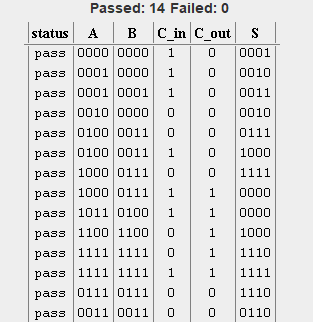 Passed: 14 Failed: 0
status A B C_in C_out S
pass 0000 0000 1 0 0001
pass 0001 0000 1 0 0010
pass 0001 0001 1 0 0011
pass 0010 0000 0 0 0010
pass 0100 0011 0 0 0111
pass 0100 0011 1 0 1000
pass 1000 0111 0 0 1111
pass 1000 0111 1 1 0000
pass 1011 0100 1 1 0000
pass 1100 1100 0 1 1000
pass 1111 1111 0 1 1110
pass 1111 1111 1 1 1111
pass 0111 0111 0 0 1110
pass 0011 0011 0 0 0110